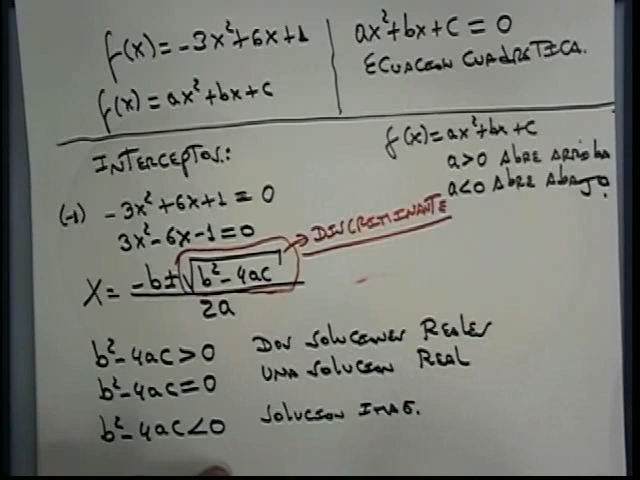 f(x) = -3x²+6x+1
f(x) = ax²+bx+c
ax²+bx+c = 0
ECUACION CUADRATICA.
INTERCEPTOS:
(-1) -3x²+6x+1 = 0
3x²-6x-1 = 0
X = (-b±√(b²-4ac))/2a
DISCRIMINANTE
f(x) = ax²+bx+c
a>0 ABRE ARRIBA
a<0 ABRE ABAJO.
b²-4ac>0 DOS SOLUCIONES REALES
b²-4ac=0 UNA SOLUCION REAL
b²-4ac<0 SOLUCION IMAG.